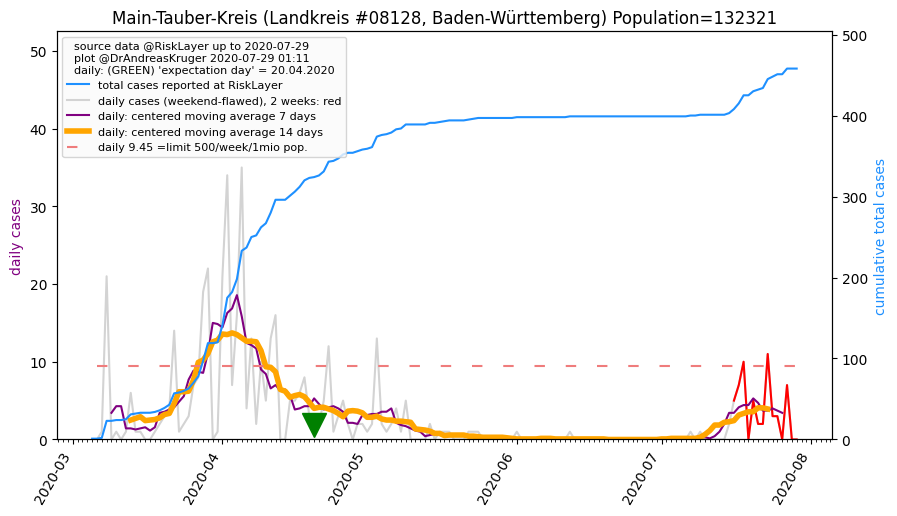 Main-Tauber-Kreis (Landkreis #08128, Baden-Württemberg) Population=132321
source data @RiskLayer up to 2020-07-29
plot @DrAndreasKruger 2020-07-29 01:11
daily: (GREEN) 'expectation day' = 20.04.2020
total cases reported at RiskLayer
daily cases (weekend-flawed), 2 weeks: red
daily: centered moving average 7 days
daily: centered moving average 14 days
daily 9.45 =limit 500/week/1mio pop.
daily cases
50
40
30
20
10
0
cumulative total cases
500
400
300
200
100
0
2020-03
2020-04
2020-05
2020-06
2020-07
2020-08